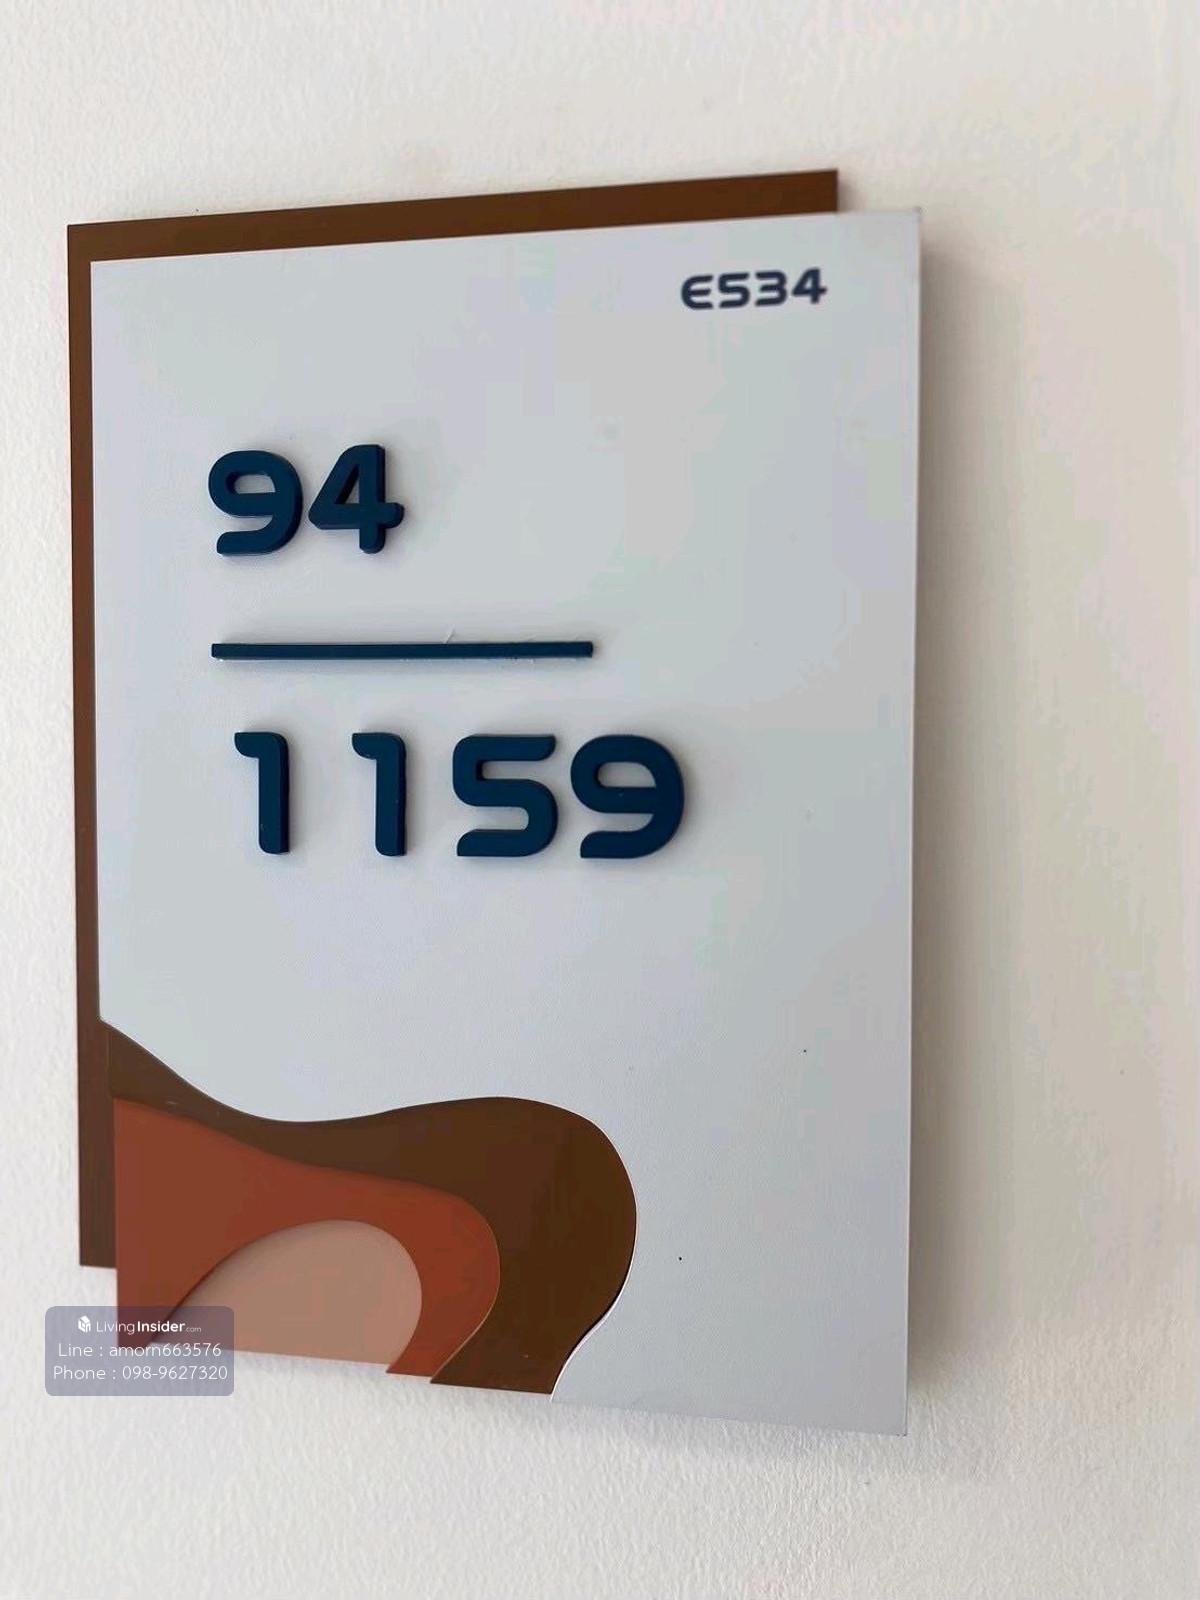 E534
94
1159
LivingInsider.com
Line : amorn663576
Phone : 098-9627320